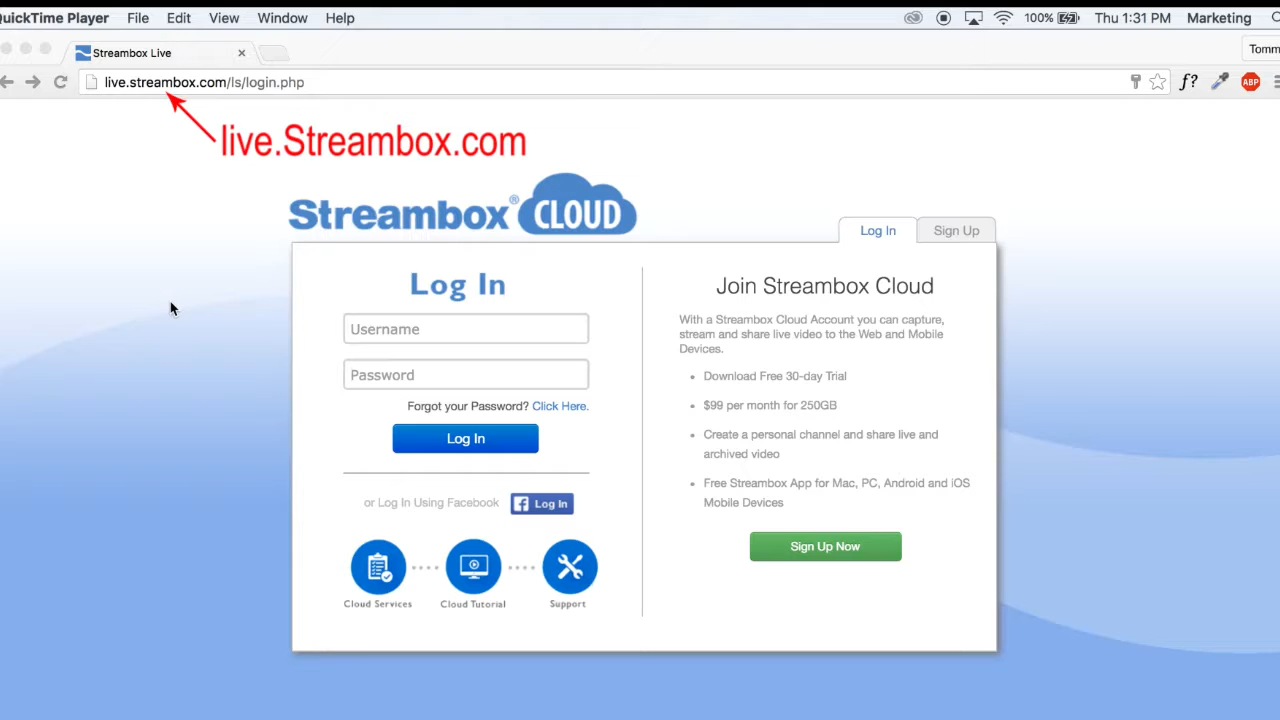 QuickTime Player File Edit View Window Help 100% Thu 1:31 PM Marketing
Streambox Live
live.streambox.com/ls/login.php f? ABP
live.Streambox.com
Streambox® CLOUD
Log In Sign Up
Log In
Username
Password
Forgot your Password? Click Here.
Log In
or Log In Using Facebook f Log In
Cloud Services Cloud Tutorial Support
Join Streambox Cloud
With a Streambox Cloud Account you can capture,
stream and share live video to the Web and Mobile
Devices.
• Download Free 30-day Trial
• $99 per month for 250GB
• Create a personal channel and share live and
archived video
• Free Streambox App for Mac, PC, Android and iOS
Mobile Devices
Sign Up Now